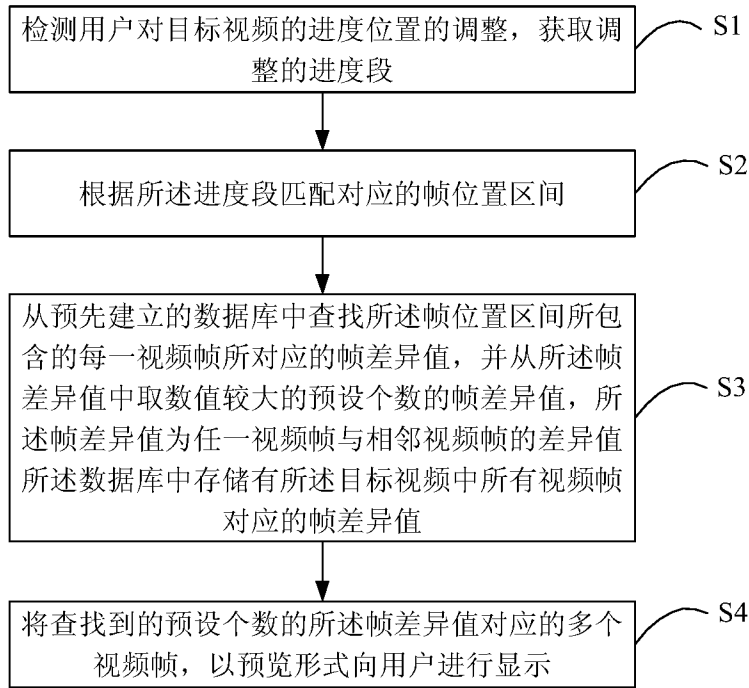 检测用户对目标视频的进度位置的调整，获取调
整的进度段
S1
根据所述进度段匹配对应的帧位置区间
S2
从预先建立的数据库中查找所述帧位置区间所包
含的每一视频帧所对应的帧差异值，并从所述帧
差异值中取数值较大的预设个数的帧差异值，所
述帧差异值为任一视频帧与相邻视频帧的差异值
所述数据库中存储有所述目标视频中所有视频帧
对应的帧差异值
S3
将查找到的预设个数的所述帧差异值对应的多个
视频帧，以预览形式向用户进行显示
S4